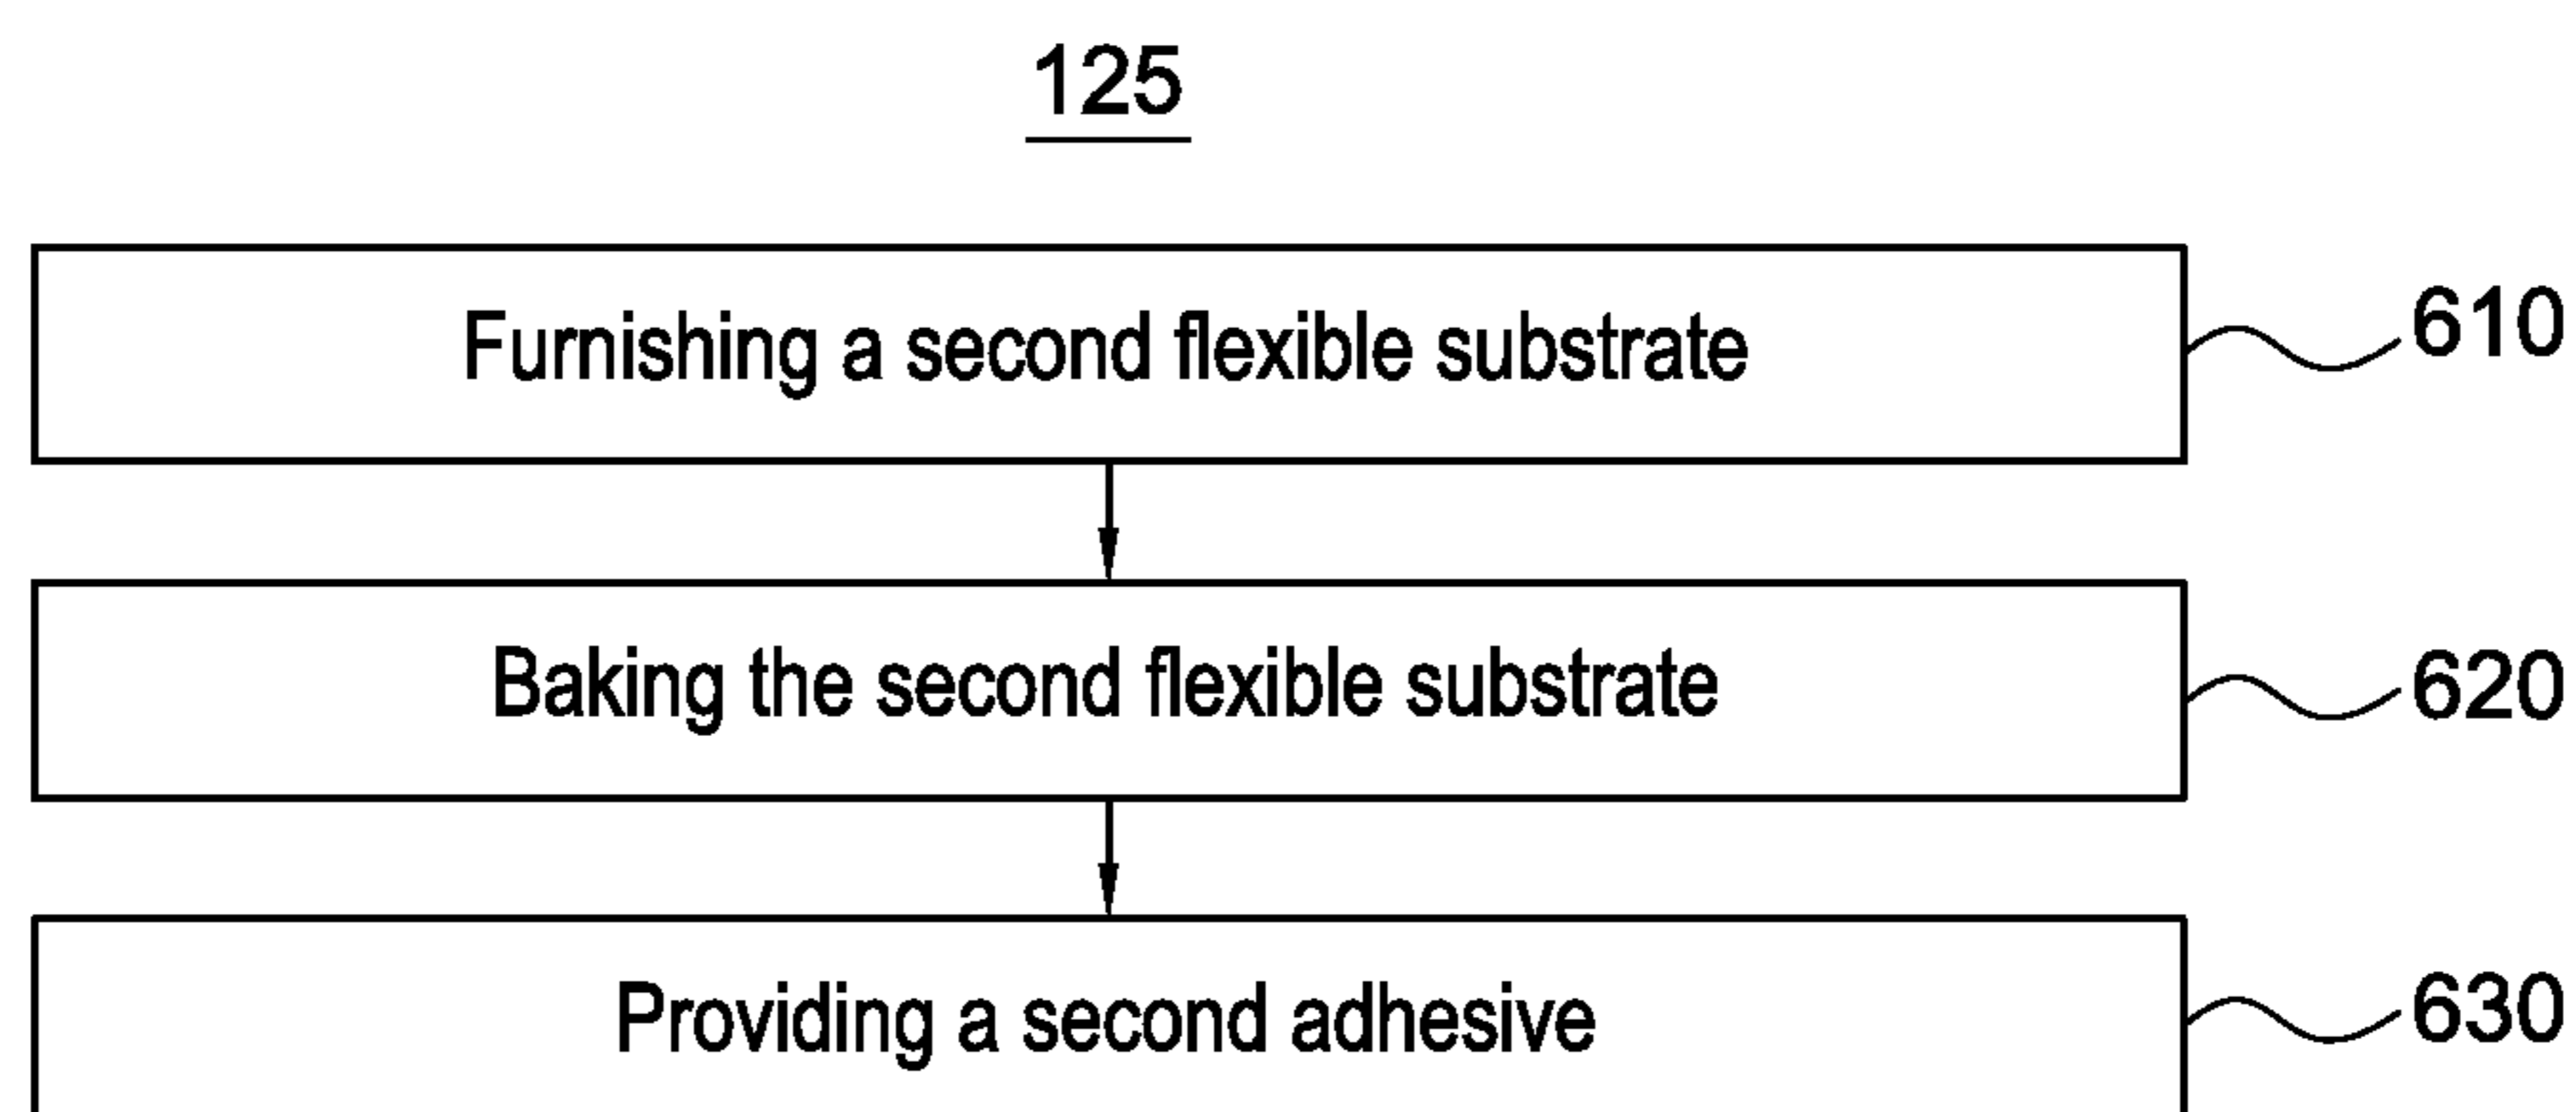 125
Furnishing a second flexible substrate
610
Baking the second flexible substrate
620
Providing a second adhesive
630